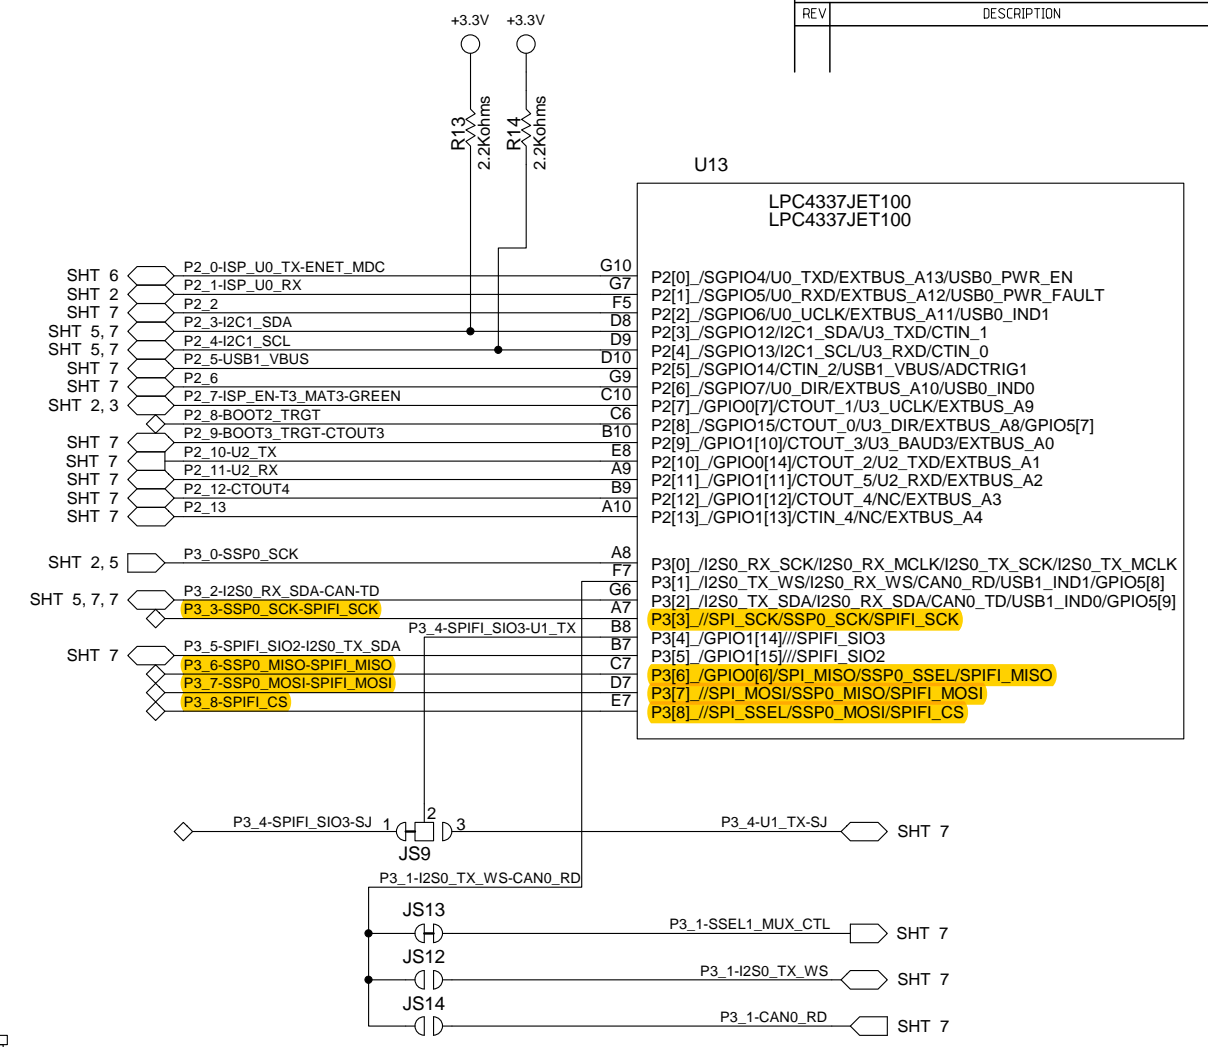 REV DESCRIPTION
+3.3V +3.3V
R13 2.2Kohms
R14 2.2Kohms
U13
LPC4337JET100
LPC4337JET100
SHT 6 P2_0-ISP_U0_TX-ENET_MDC G10 P2[0]_/SGPIO4/U0_TXD/EXTBUS_A13/USB0_PWR_EN
SHT 2 P2_1-ISP_U0_RX G7 P2[1]_/SGPIO5/U0_RXD/EXTBUS_A12/USB0_PWR_FAULT
SHT 7 P2_2 F5 P2[2]_/SGPIO6/U0_UCLK/EXTBUS_A11/USB0_IND1
SHT 5, 7 P2_3-I2C1_SDA D8 P2[3]_/SGPIO12/I2C1_SDA/U3_TXD/CTIN_1
SHT 5, 7 P2_4-I2C1_SCL D9 P2[4]_/SGPIO13/I2C1_SCL/U3_RXD/CTIN_0
SHT 7 P2_5-USB1_VBUS D10 P2[5]_/SGPIO14/CTIN_2/USB1_VBUS/ADCTRIG1
SHT 7 P2_6 G9 P2[6]_/SGPIO7/U0_DIR/EXTBUS_A10/USB0_IND0
SHT 2, 3 P2_7-ISP_EN-T3_MAT3-GREEN C10 P2[7]_/GPIO0[7]/CTOUT_1/U3_UCLK/EXTBUS_A9
P2_8-BOOT2_TRGT C6 P2[8]_/SGPIO15/CTOUT_0/U3_DIR/EXTBUS_A8/GPIO5[7]
SHT 7 P2_9-BOOT3_TRGT-CTOUT3 B10 P2[9]_/GPIO1[10]/CTOUT_3/U3_BAUD3/EXTBUS_A0
SHT 7 P2_10-U2_TX E8 P2[10]_/GPIO0[14]/CTOUT_2/U2_TXD/EXTBUS_A1
SHT 7 P2_11-U2_RX A9 P2[11]_/GPIO1[11]/CTOUT_5/U2_RXD/EXTBUS_A2
SHT 7 P2_12-CTOUT4 B9 P2[12]_/GPIO1[12]/CTOUT_4/NC/EXTBUS_A3
SHT 7 P2_13 A10 P2[13]_/GPIO1[13]/CTIN_4/NC/EXTBUS_A4
SHT 2, 5 P3_0-SSP0_SCK A8 P3[0]_/I2S0_RX_SCK/I2S0_RX_MCLK/I2S0_TX_SCK/I2S0_TX_MCLK
F7 P3[1]_/I2S0_TX_WS/I2S0_RX_WS/CAN0_RD/USB1_IND1/GPIO5[8]
SHT 5, 7, 7 P3_2-I2S0_RX_SDA-CAN-TD G6 P3[2]_/I2S0_TX_SDA/I2S0_RX_SDA/CAN0_TD/USB1_IND0/GPIO5[9]
P3_3-SSP0_SCK-SPIFI_SCK A7 P3[3]_//SPI_SCK/SSP0_SCK/SPIFI_SCK
P3_4-SPIFI_SIO3-U1_TX B8 P3[4]_/GPIO1[14]///SPIFI_SIO3
SHT 7 P3_5-SPIFI_SIO2-I2S0_TX_SDA B7 P3[5]_/GPIO1[15]///SPIFI_SIO2
P3_6-SSP0_MISO-SPIFI_MISO C7 P3[6]_/GPIO0[6]/SPI_MISO/SSP0_SSEL/SPIFI_MISO
P3_7-SSP0_MOSI-SPIFI_MOSI D7 P3[7]_//SPI_MOSI/SSP0_MISO/SPIFI_MOSI
P3_8-SPIFI_CS E7 P3[8]_//SPI_SSEL/SSP0_MOSI/SPIFI_CS
P3_4-SPIFI_SIO3-SJ 1 2 3 P3_4-U1_TX-SJ SHT 7
JS9
P3_1-I2S0_TX_WS-CAN0_RD
JS13 P3_1-SSEL1_MUX_CTL SHT 7
JS12 P3_1-I2S0_TX_WS SHT 7
JS14 P3_1-CAN0_RD SHT 7